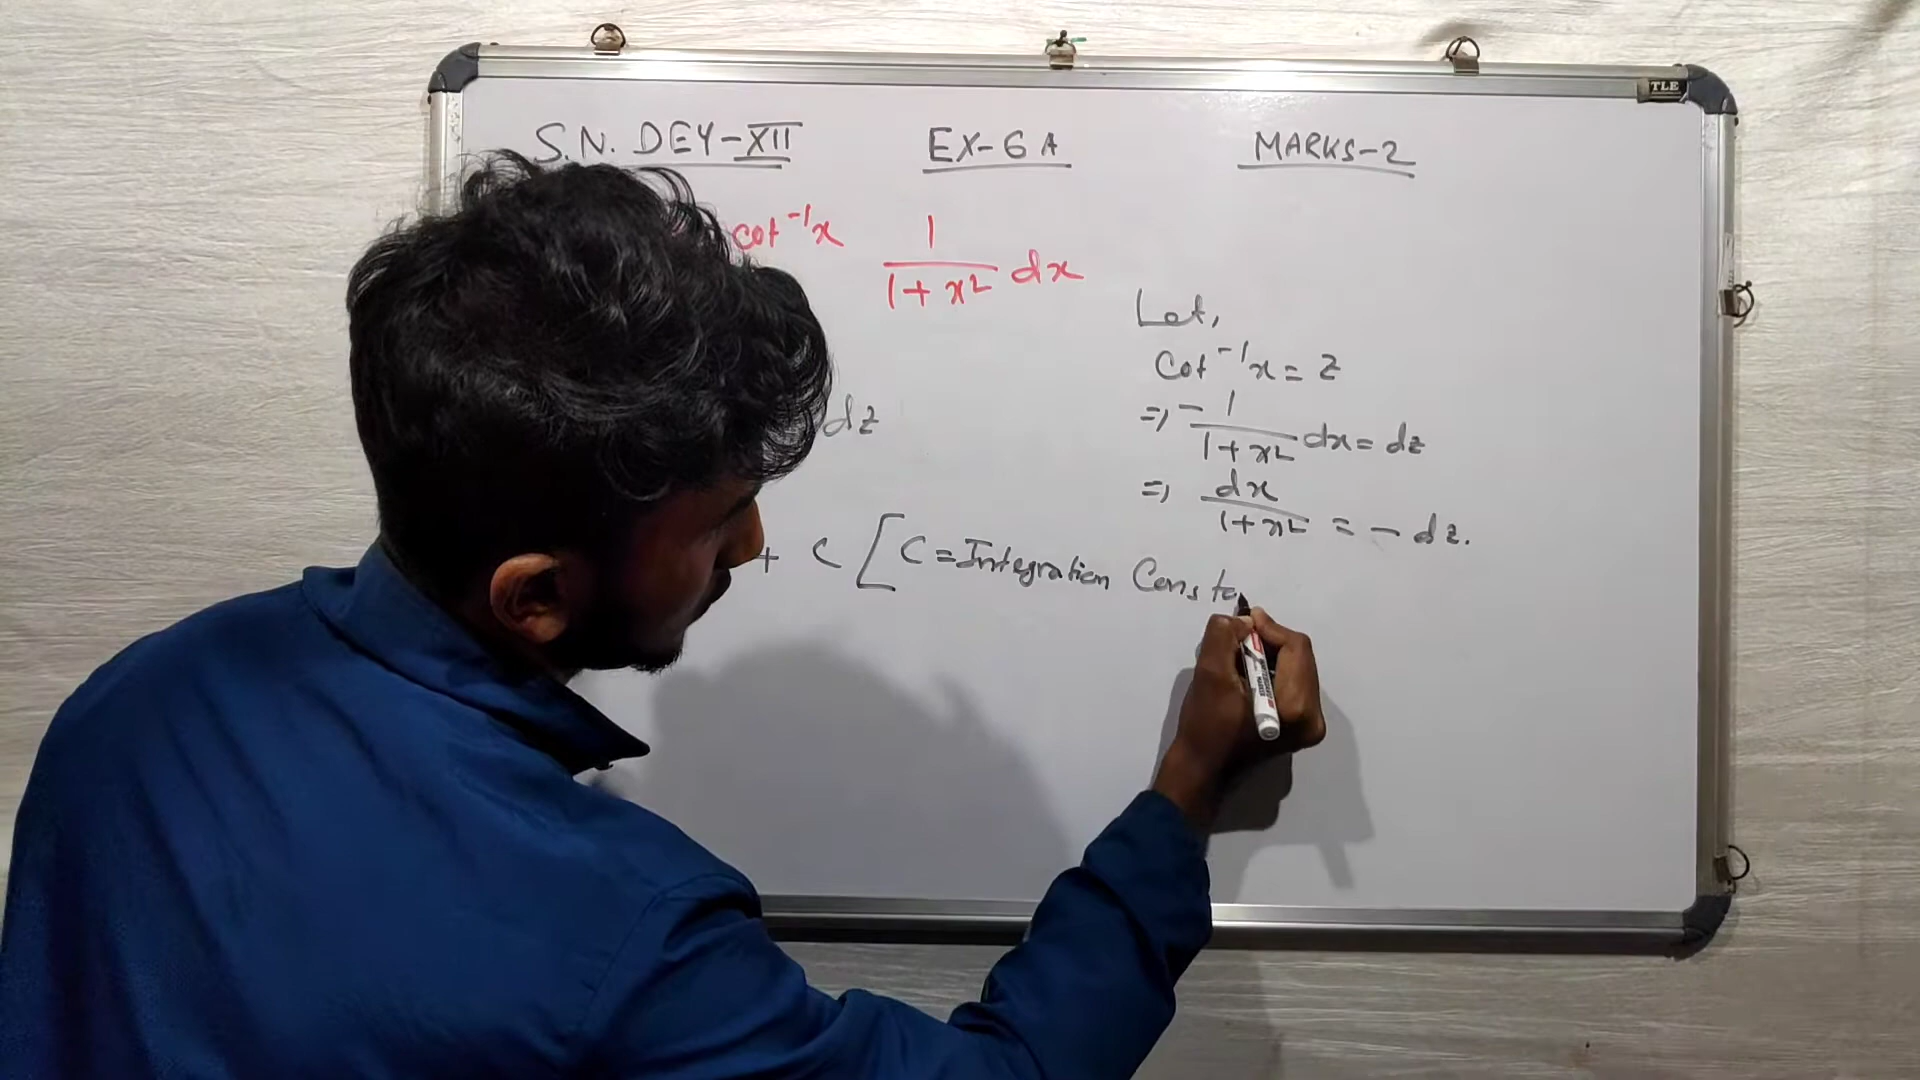 S.N. DEY-XII EX-6A MARKS-2
cot⁻¹x 1/(1+x²) dx
Let,
Cot⁻¹x = z
dz
⇒ -1/(1+x²) dx = dz
⇒ dx/(1+x²) = - dz.
+ C [C = Integration Consta
TLE